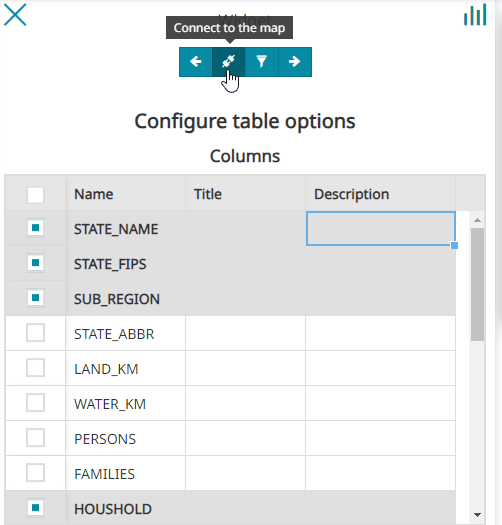 Widget
Connect to the map
Configure table options
Columns
Name Title Description
STATE_NAME
STATE_FIPS
SUB_REGION
STATE_ABBR
LAND_KM
WATER_KM
PERSONS
FAMILIES
HOUSHOLD